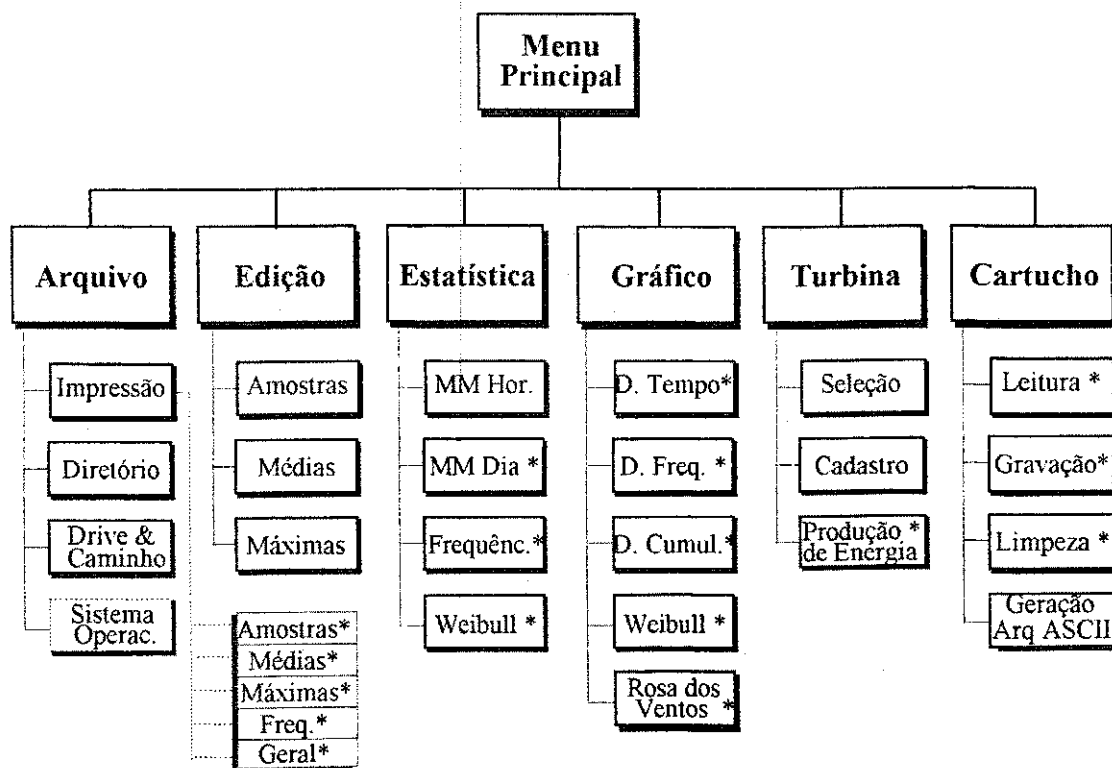 Menu
Principal
Arquivo
Edição
Estatística
Gráfico
Turbina
Cartucho
Impressão
Diretório
Drive &
Caminho
Sistema
Operac.
Amostras
Médias
Máximas
Amostras*
Médias*
Máximas*
Freq.*
Geral*
MM Hor.
MM Dia *
Frequênc.*
Weibull *
D. Tempo*
D. Freq. *
D. Cumul.*
Weibull *
Rosa dos
Ventos *
Seleção
Cadastro
Produção *
de Energia
Leitura *
Gravação*
Limpeza *
Geração
Arq ASCII